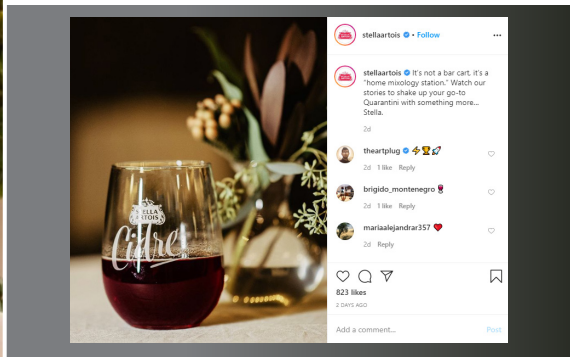 stellaartois • Follow
stellaartois It's not a bar cart, it's a
"home mixology station." Watch our
stories to shake up your go-to
Quarantini with something more...
Stella.
2d
theartplug ⚡🏆🚀
2d 1 like Reply
brigido_montenegro 🍷
2d 1 like Reply
mariaalejandrar357 ❤️
2d Reply
823 likes
2 DAYS AGO
Add a comment... Post
STELLA
ARTOIS
Cidre